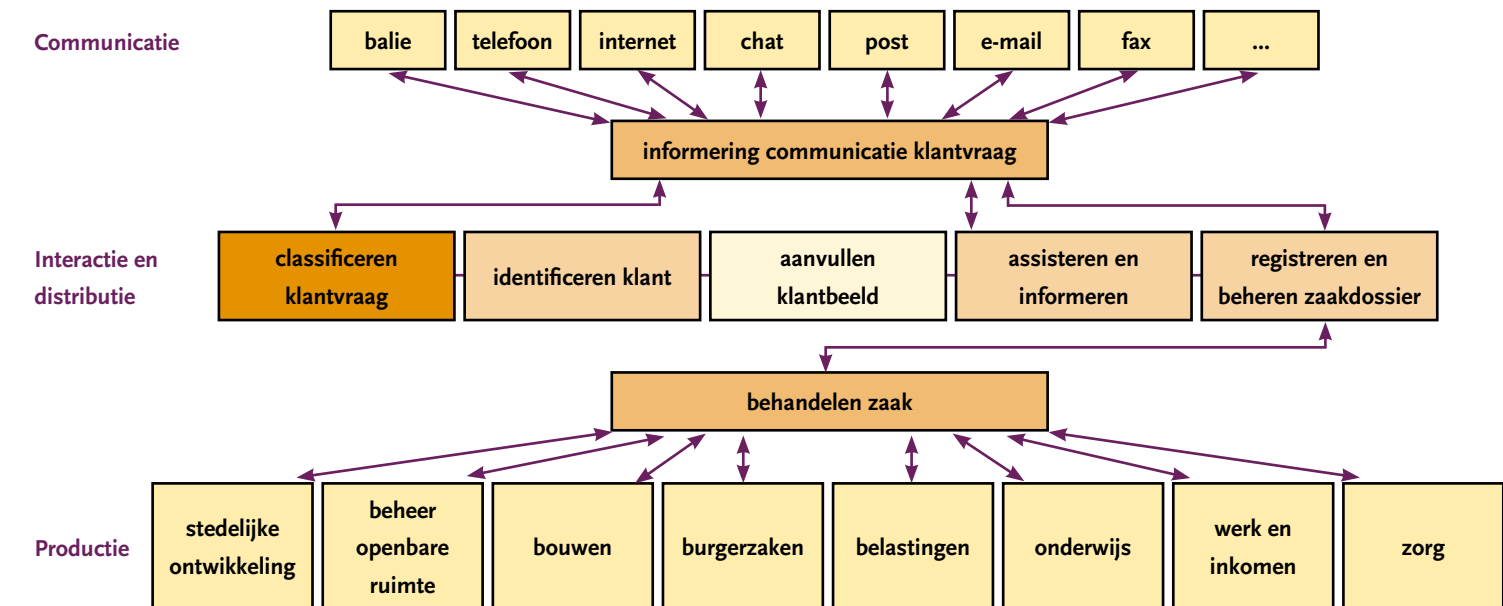 Communicatie
balie
telefoon
internet
chat
post
e-mail
fax
...
informering communicatie klantvraag
Interactie en
distributie
classificeren
klantvraag
identificeren klant
aanvullen
klantbeeld
assisteren en
informeren
registreren en
beheren zaakdossier
behandelen zaak
Productie
stedelijke
ontwikkeling
beheer
openbare
ruimte
bouwen
burgerzaken
belastingen
onderwijs
werk en
inkomen
zorg